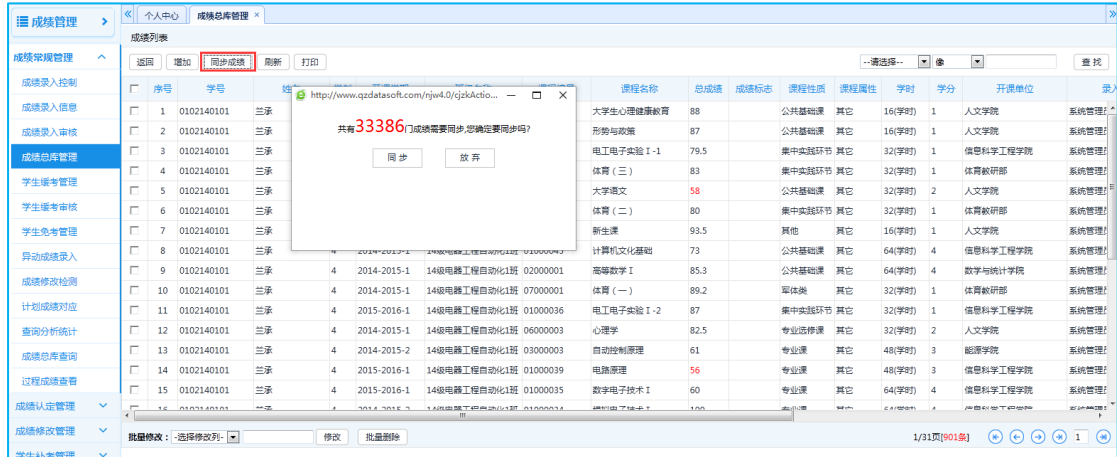 成绩管理
个人中心 成绩总库管理 ×
成绩列表
成绩常规管理
返回 增加 同步成绩 刷新 打印 --请选择-- 像 查 找
成绩录入控制
成绩录入信息
成绩录入审核
成绩总库管理
学生缓考管理
学生缓考审核
学生免考管理
异动成绩录入
成绩修改检测
计划成绩对应
查询分析统计
成绩总库查询
过程成绩查看
成绩认定管理
成绩修改管理
序号 学号 课程名称 总成绩 成绩标志 课程性质 课程属性 学时 学分 开课单位
http://www.qzdatasoft.com/njw4.0/cjzkActio...
共有33386门成绩需要同步,您确定要同步吗?
同 步 放 弃
1 0102140101 兰承 大学生心理健康教育 88 公共基础课 其它 16(学时) 1 人文学院 系统管理员
2 0102140101 兰承 形势与政策 87 公共基础课 其它 16(学时) 1 人文学院 系统管理员
3 0102140101 兰承 电工电子实验 I -1 79.5 集中实践环节 其它 32(学时) 1 信息科学工程学院 系统管理员
4 0102140101 兰承 体育（三） 83 集中实践环节 其它 32(学时) 1 体育教研部 系统管理员
5 0102140101 兰承 大学语文 58 公共基础课 其它 32(学时) 2 人文学院 系统管理员
6 0102140101 兰承 体育（二） 80 集中实践环节 其它 32(学时) 1 体育教研部 系统管理员
7 0102140101 兰承 新生课 93.5 其他 其它 16(学时) 1 人文学院 系统管理员
8 0102140101 兰承 4 2014-2015-1 14级电器工程自动化1班 01000045 计算机文化基础 73 公共基础课 其它 64(学时) 4 信息科学工程学院 系统管理员
9 0102140101 兰承 4 2014-2015-1 14级电器工程自动化1班 02000001 高等数学 I 85.3 公共基础课 其它 64(学时) 4 数学与统计学院 系统管理员
10 0102140101 兰承 4 2014-2015-1 14级电器工程自动化1班 07000001 体育（一） 89.2 军体类 其它 32(学时) 1 体育教研部 系统管理员
11 0102140101 兰承 4 2015-2016-1 14级电器工程自动化1班 01000036 电工电子实验 I -2 87 集中实践环节 其它 32(学时) 1 信息科学工程学院 系统管理员
12 0102140101 兰承 4 2014-2015-1 14级电器工程自动化1班 06000003 心理学 82.5 专业选修课 其它 32(学时) 2 人文学院 系统管理员
13 0102140101 兰承 4 2014-2015-2 14级电器工程自动化1班 03000003 自动控制原理 61 专业课 其它 48(学时) 3 能源学院 系统管理员
14 0102140101 兰承 4 2015-2016-1 14级电器工程自动化1班 01000039 电路原理 56 专业课 其它 48(学时) 3 信息科学工程学院 系统管理员
15 0102140101 兰承 4 2015-2016-1 14级电器工程自动化1班 01000035 数字电子技术 I 60 专业课 其它 64(学时) 4 信息科学工程学院 系统管理员
批量修改： -选择修改列- 修改 批量删除 1/31页[901条] 1